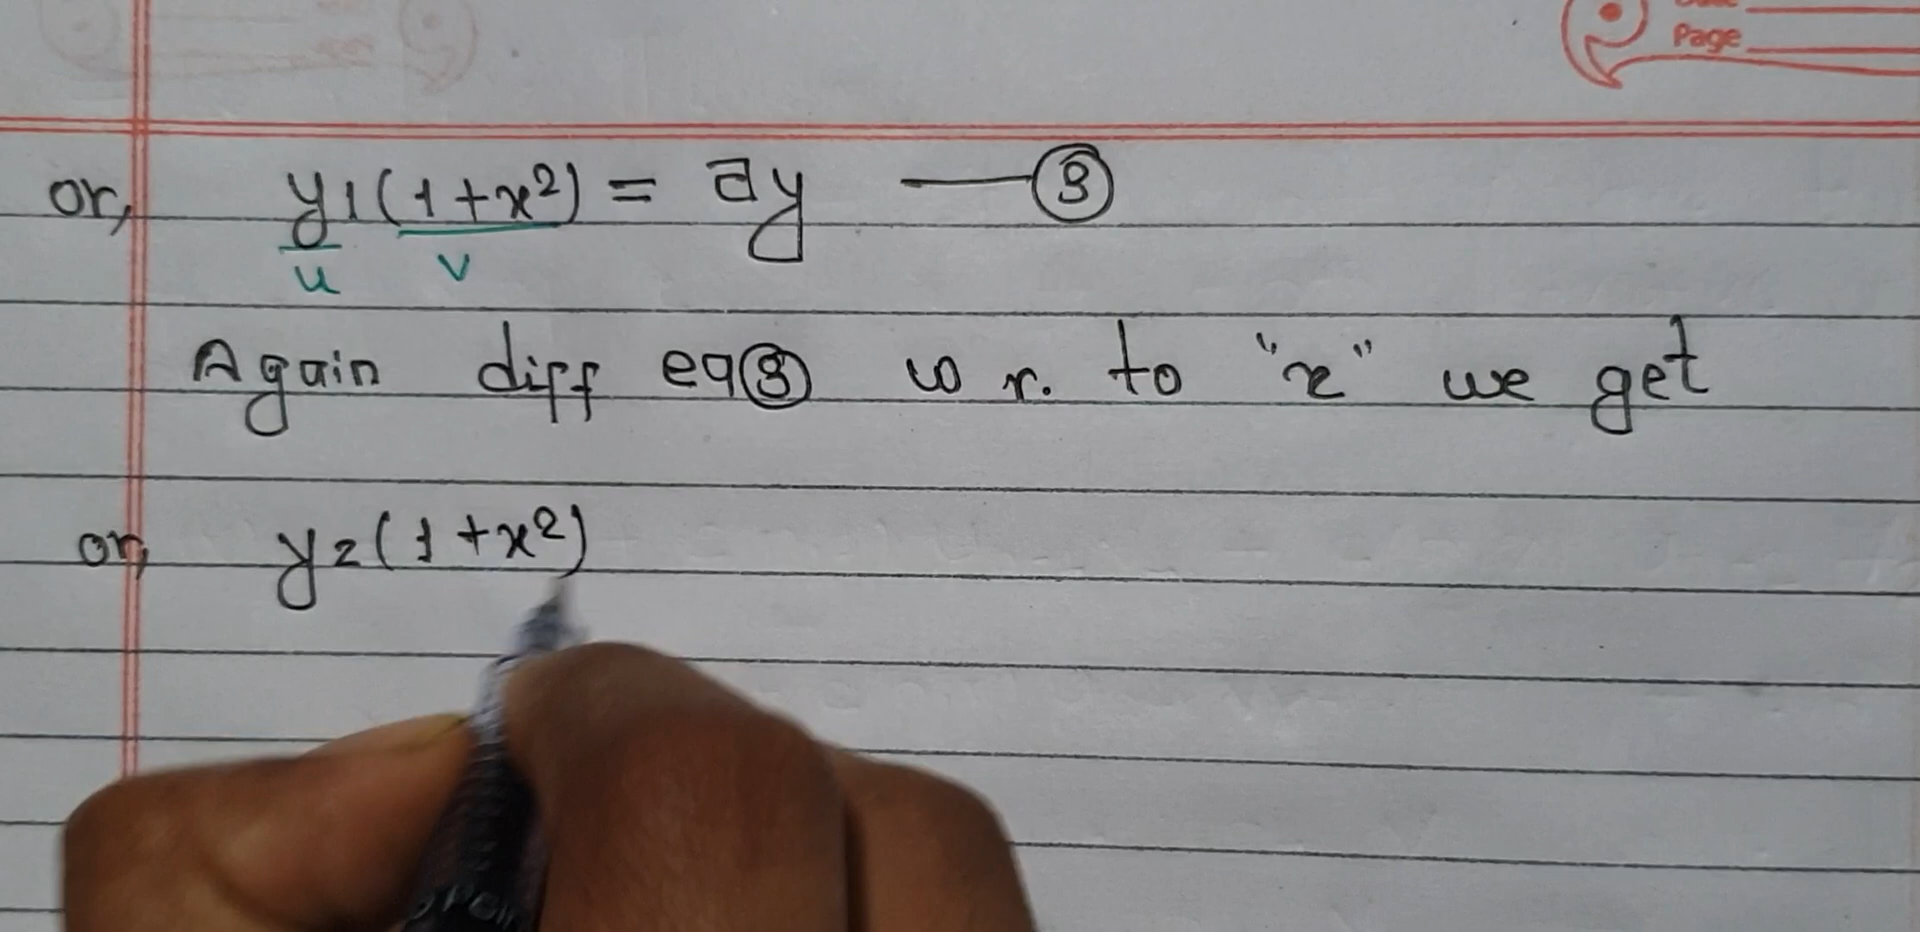 Page
or, y1(1+x²) = ay —③
u v
Again diff eq③ w r. to "x" we get
or, y2(1+x²)